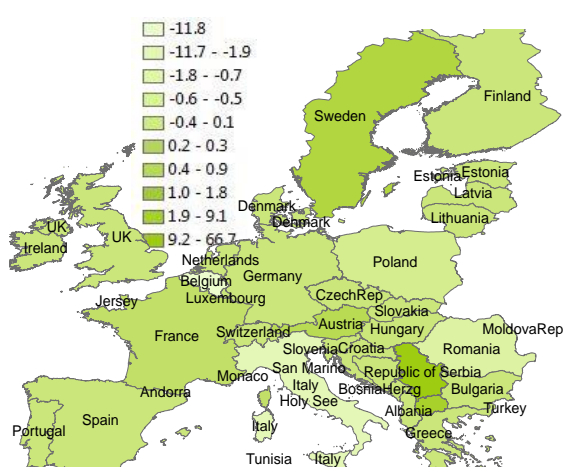 -11.8
-11.7 - -1.9
-1.8 - -0.7
-0.6 - -0.5
-0.4 - 0.1
0.2 - 0.3
0.4 - 0.9
1.0 - 1.8
1.9 - 9.1
9.2 - 66.7
Finland
Sweden
Estonia
Estonia
Latvia
Denmark
Lithuania
Denmark
UK
UK
Ireland
Netherlands
Poland
Germany
Belgium
CzechRep
Luxembourg
Jersey
Slovakia
Austria
Hungary
MoldovaRep
Switzerland
France
Slovenia
Croatia
Romania
San Marino
Republic of Serbia
Monaco
Italy
BosniaHerzg
Bulgaria
Andorra
Holy See
Albania
Turkey
Spain
Portugal
Italy
Greece
Tunisia
Italy